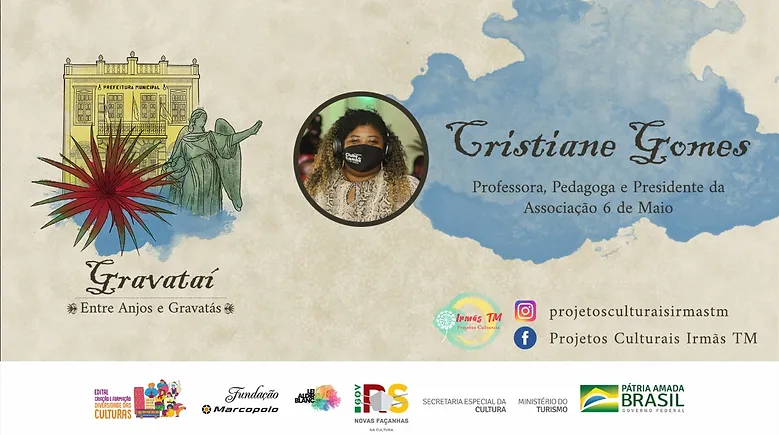 PREFEITURA MUNICIPAL
Cristiane Gomes
Professora, Pedagoga e Presidente da
Associação 6 de Maio
Gravataí
Entre Anjos e Gravatás
Irmãs TM
Projetos Culturais
projetosculturaisirmastm
Projetos Culturais Irmãs TM
EDITAL
CRIAÇÃO E FORMAÇÃO
DIVERSIDADE DAS
CULTURAS
Fundação
Marcopolo
LEI
ALDIR
BLANC
GOV
RS
NOVAS FAÇANHAS
NA CULTURA
SECRETARIA ESPECIAL DA
CULTURA
MINISTÉRIO DO
TURISMO
PÁTRIA AMADA
BRASIL
GOVERNO FEDERAL